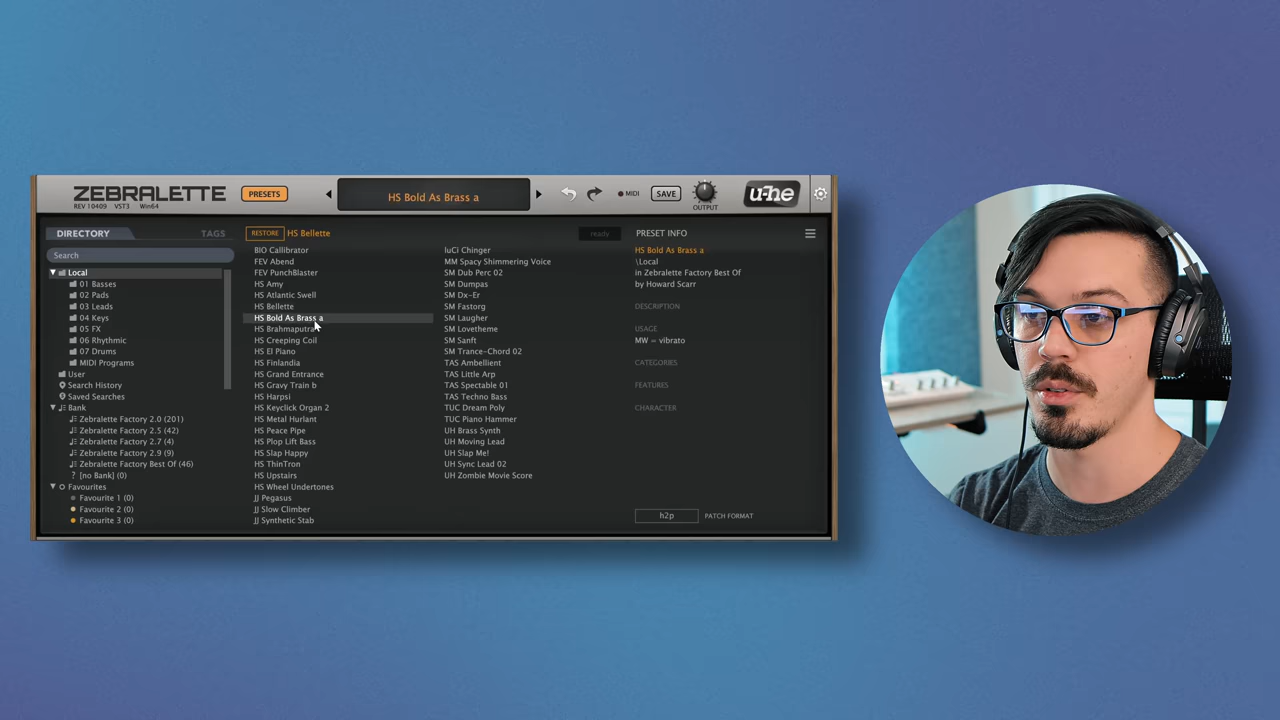 ZEBRALETTE
REV 10409 VST3 Win64
PRESETS
HS Bold As Brass a
MIDI
SAVE
OUTPUT
u-he
DIRECTORY
TAGS
Search
Local
01 Basses
02 Pads
03 Leads
04 Keys
05 FX
06 Rhythmic
07 Drums
MIDI Programs
User
Search History
Saved Searches
Bank
Zebralette Factory 2.0 (201)
Zebralette Factory 2.5 (42)
Zebralette Factory 2.7 (4)
Zebralette Factory 2.9 (9)
Zebralette Factory Best Of (46)
? [no Bank] (0)
Favourites
Favourite 1 (0)
Favourite 2 (0)
Favourite 3 (0)
RESTORE
HS Bellette
ready
BIO Callibrator
FEV Abend
FEV PunchBlaster
HS Amy
HS Atlantic Swell
HS Bellette
HS Bold As Brass a
HS Brahmaputra
HS Creeping Coil
HS El Piano
HS Finlandia
HS Grand Entrance
HS Gravy Train b
HS Harpsi
HS Keyclick Organ 2
HS Metal Hurlant
HS Peace Pipe
HS Plop Lift Bass
HS Slap Happy
HS ThinTron
HS Upstairs
HS Wheel Undertones
JJ Pegasus
JJ Slow Climber
JJ Synthetic Stab
luCi Chinger
MM Spacy Shimmering Voice
SM Dub Perc 02
SM Dumpas
SM Dx-Er
SM Fastorg
SM Laugher
SM Lovetheme
SM Sanft
SM Trance-Chord 02
TAS Ambellient
TAS Little Arp
TAS Spectable 01
TAS Techno Bass
TUC Dream Poly
TUC Piano Hammer
UH Brass Synth
UH Moving Lead
UH Slap Me!
UH Sync Lead 02
UH Zombie Movie Score
PRESET INFO
HS Bold As Brass a
\Local
in Zebralette Factory Best Of
by Howard Scarr
DESCRIPTION
USAGE
MW = vibrato
CATEGORIES
FEATURES
CHARACTER
h2p
PATCH FORMAT